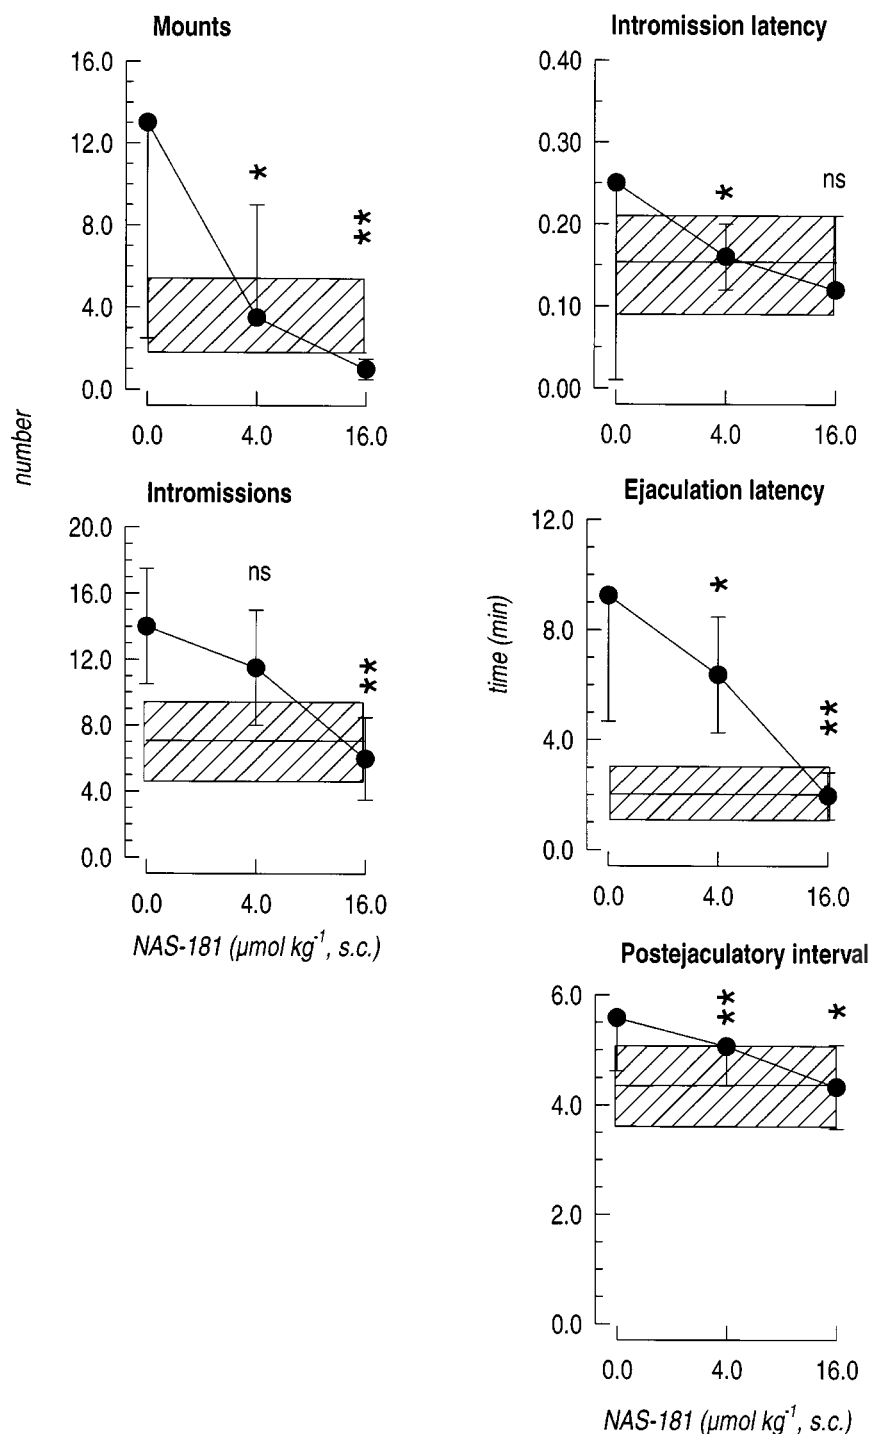 Mounts
16.0
12.0
8.0
4.0
0.0
*
*
*
0.0 4.0 16.0
number
Intromission latency
0.40
0.30
0.20
0.10
0.00
*
ns
0.0 4.0 16.0
Intromissions
20.0
16.0
12.0
8.0
4.0
0.0
ns
*
*
0.0 4.0 16.0
NAS-181 (µmol kg⁻¹, s.c.)
Ejaculation latency
12.0
8.0
4.0
0.0
*
*
*
0.0 4.0 16.0
time (min)
Postejaculatory interval
6.0
4.0
2.0
0.0
*
*
*
0.0 4.0 16.0
NAS-181 (µmol kg⁻¹, s.c.)